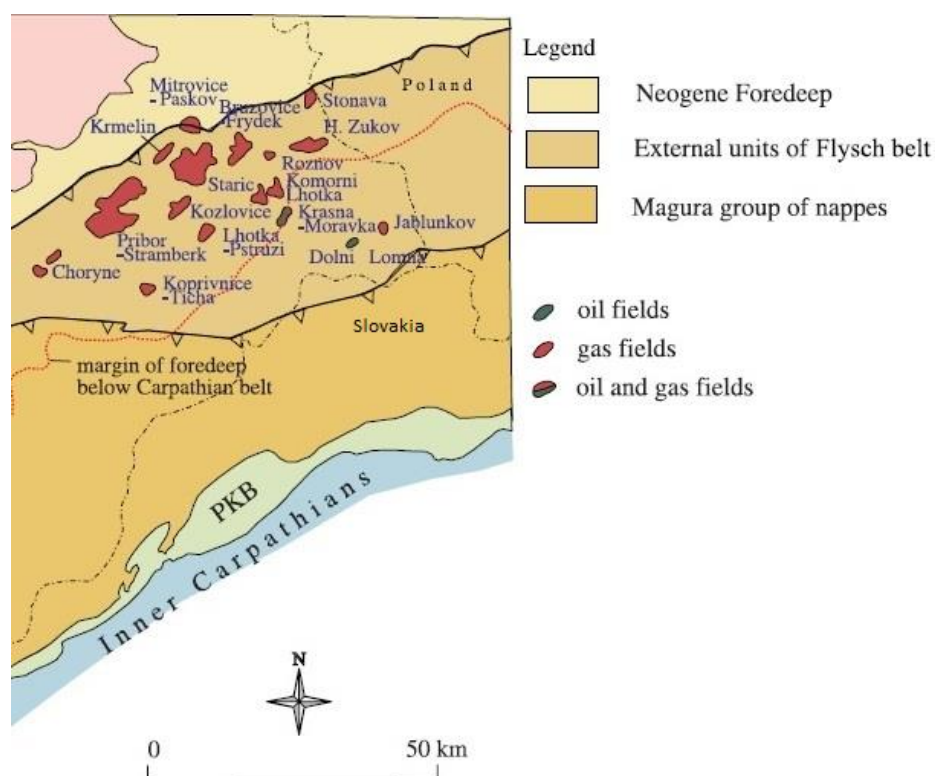 Legend
Neogene Foredeep
External units of Flysch belt
Magura group of nappes
oil fields
gas fields
oil and gas fields
Poland
Mitrovice
-Paskov
Bruzovice
-Frydek
Stonava
Krmelin
H. Zukov
Roznov
Staric
Komorni
Lhotka
Kozlovice
Krasna
-Moravka
Jablunkov
Pribor
-Stramberk
Lhotka
-Pstruzi
Dolni Lomna
Choryne
Koprivnice
-Ticha
Slovakia
margin of foredeep
below Carpathian belt
PKB
Inner Carpathians
N
0 50 km